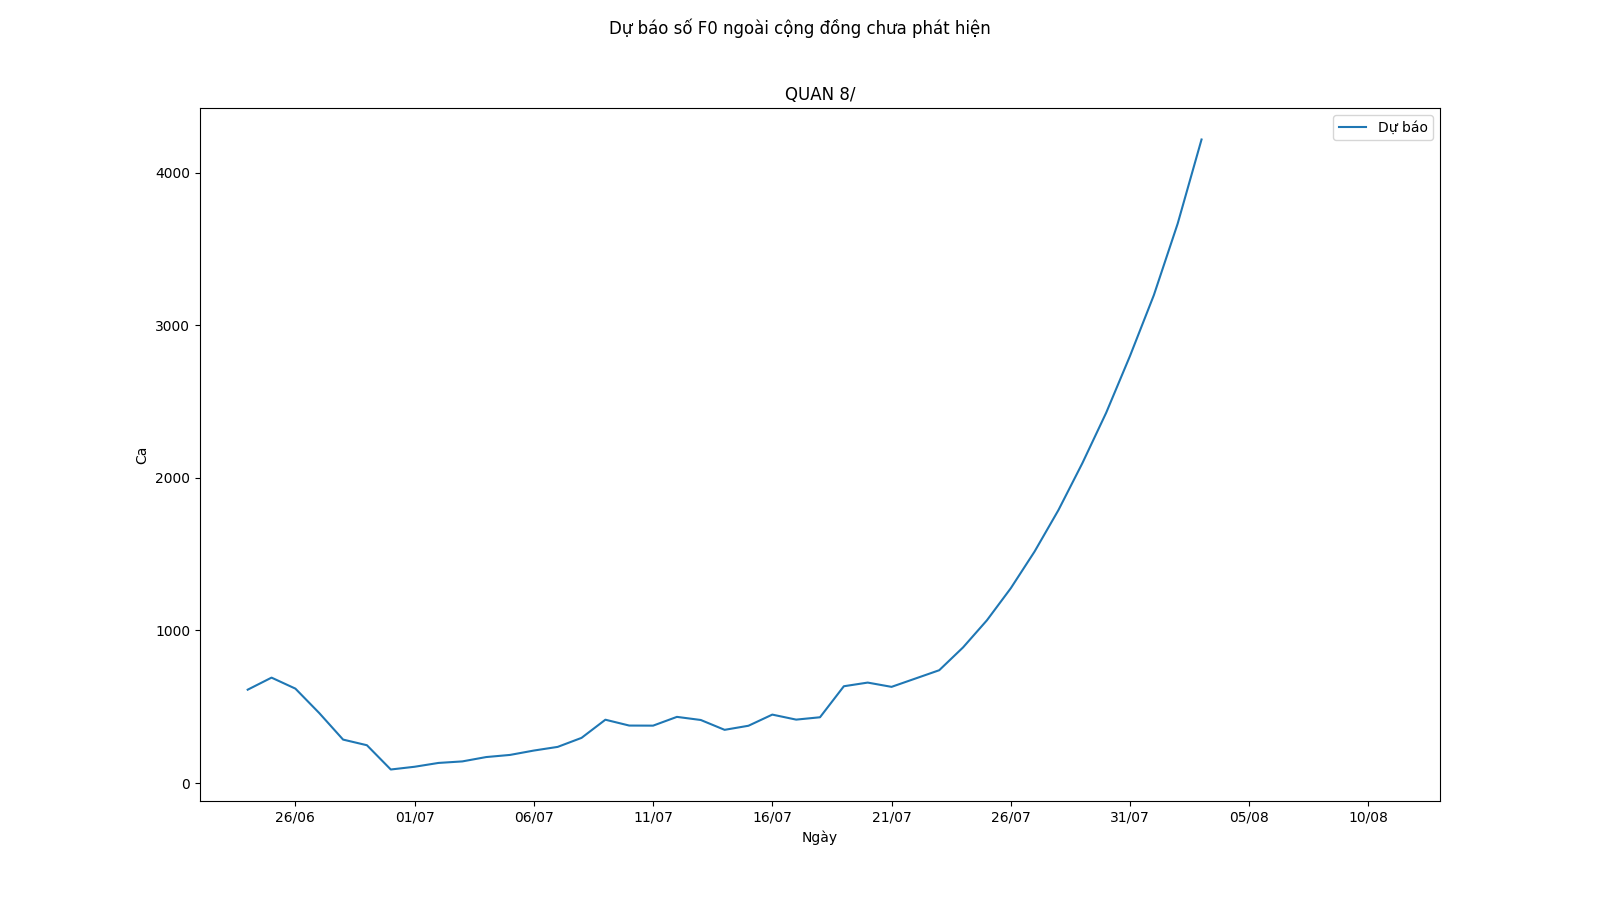 Dự báo số F0 ngoài cộng đồng chưa phát hiện
QUAN 8/
Dự báo
4000
3000
2000
1000
0
Ca
26/06 01/07 06/07 11/07 16/07 21/07 26/07 31/07 05/08 10/08
Ngày